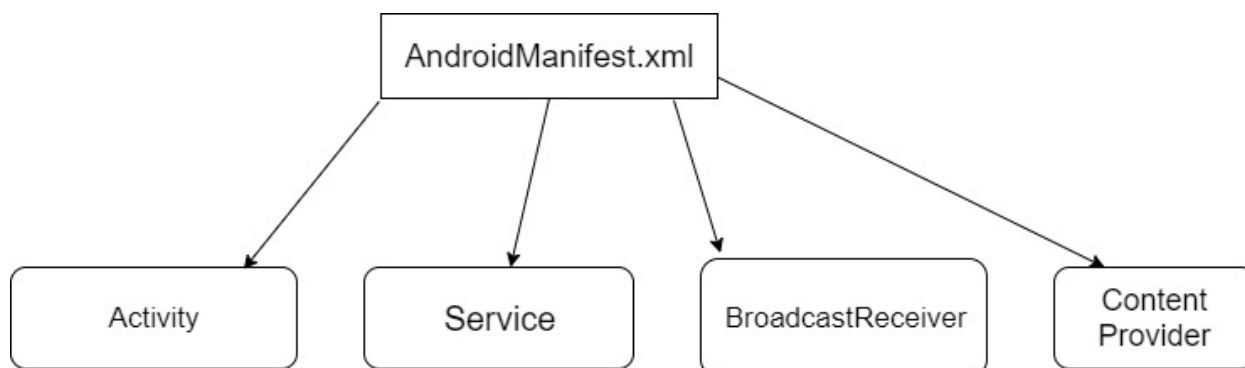 AndroidManifest.xml
Activity
Service
BroadcastReceiver
Content
Provider